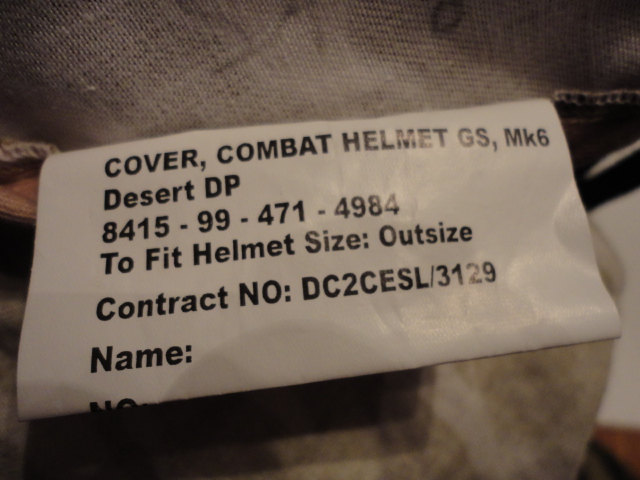 COVER, COMBAT HELMET GS, Mk6
Desert DP
8415 - 99 - 471 - 4984
To Fit Helmet Size: Outsize
Contract NO: DC2CESL/3129
Name:
NO: